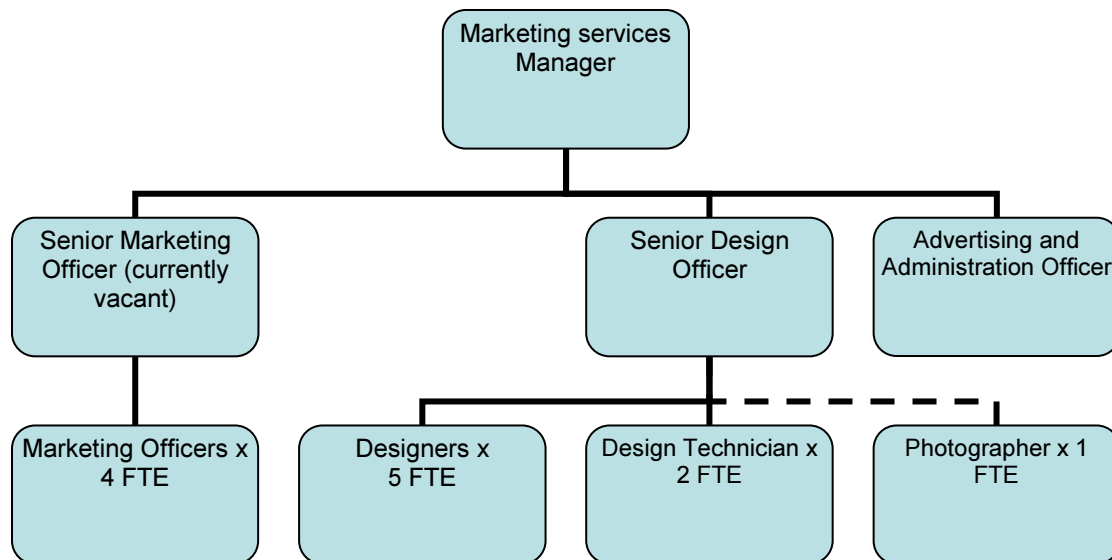 Marketing services
Manager
Senior Marketing
Officer (currently
vacant)
Senior Design
Officer
Advertising and
Administration Officer
Marketing Officers x
4 FTE
Designers x
5 FTE
Design Technician x
2 FTE
Photographer x 1
FTE